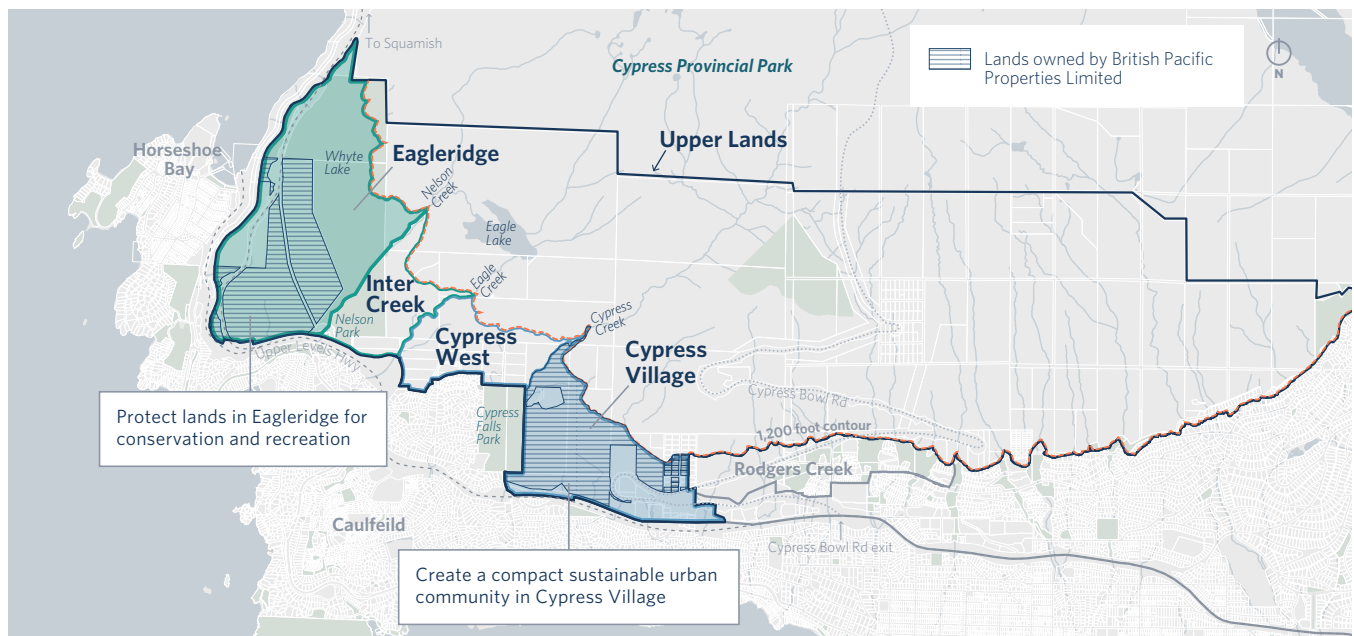 To Squamish
Cypress Provincial Park
Lands owned by British Pacific
Properties Limited
N
Horseshoe
Bay
Whyte
Lake
Eagleridge
Upper Lands
Nelson
Creek
Eagle
Lake
Eagle
Creek
Inter
Creek
Nelson
Park
Cypress
Creek
Upper Levels Hwy
Cypress
West
Cypress
Village
Cypress Bowl Rd
Protect lands in Eagleridge for
conservation and recreation
Cypress
Falls
Park
1,200 foot contour
Rodgers Creek
Caulfeild
Cypress Bowl Rd exit
Create a compact sustainable urban
community in Cypress Village